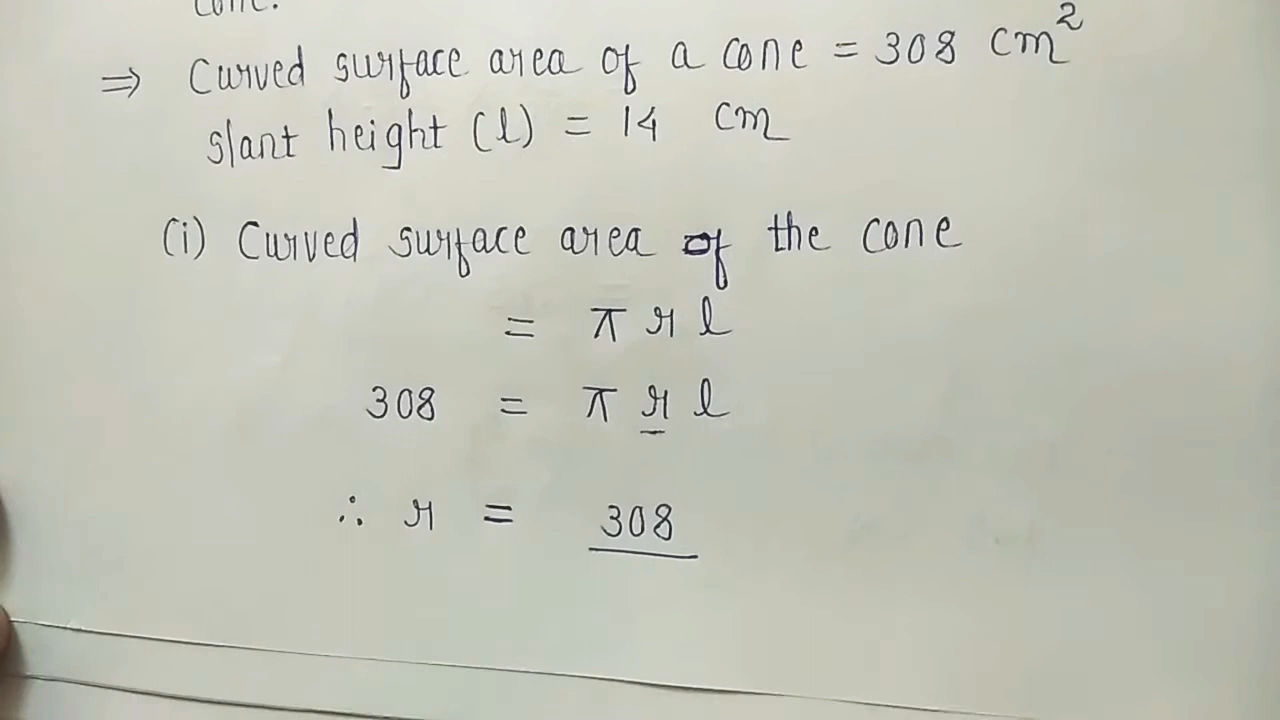 cone.
⇒ Curved surface area of a cone = 308 cm²
slant height (l) = 14 cm
(i) Curved surface area of the cone
= π r l
308 = π r l
∴ r = 308